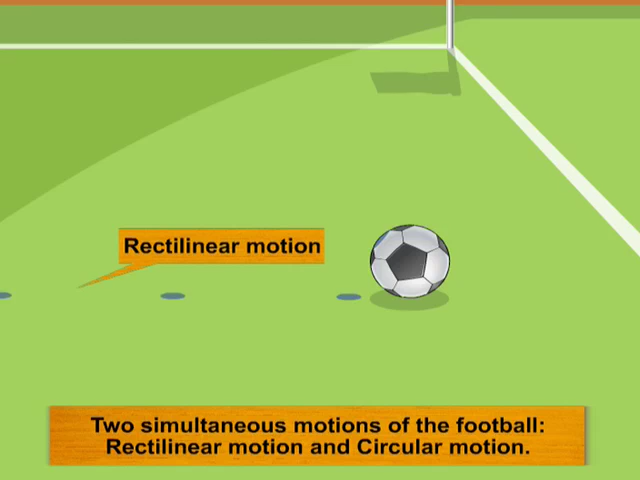 Rectilinear motion
Two simultaneous motions of the football:
Rectilinear motion and Circular motion.